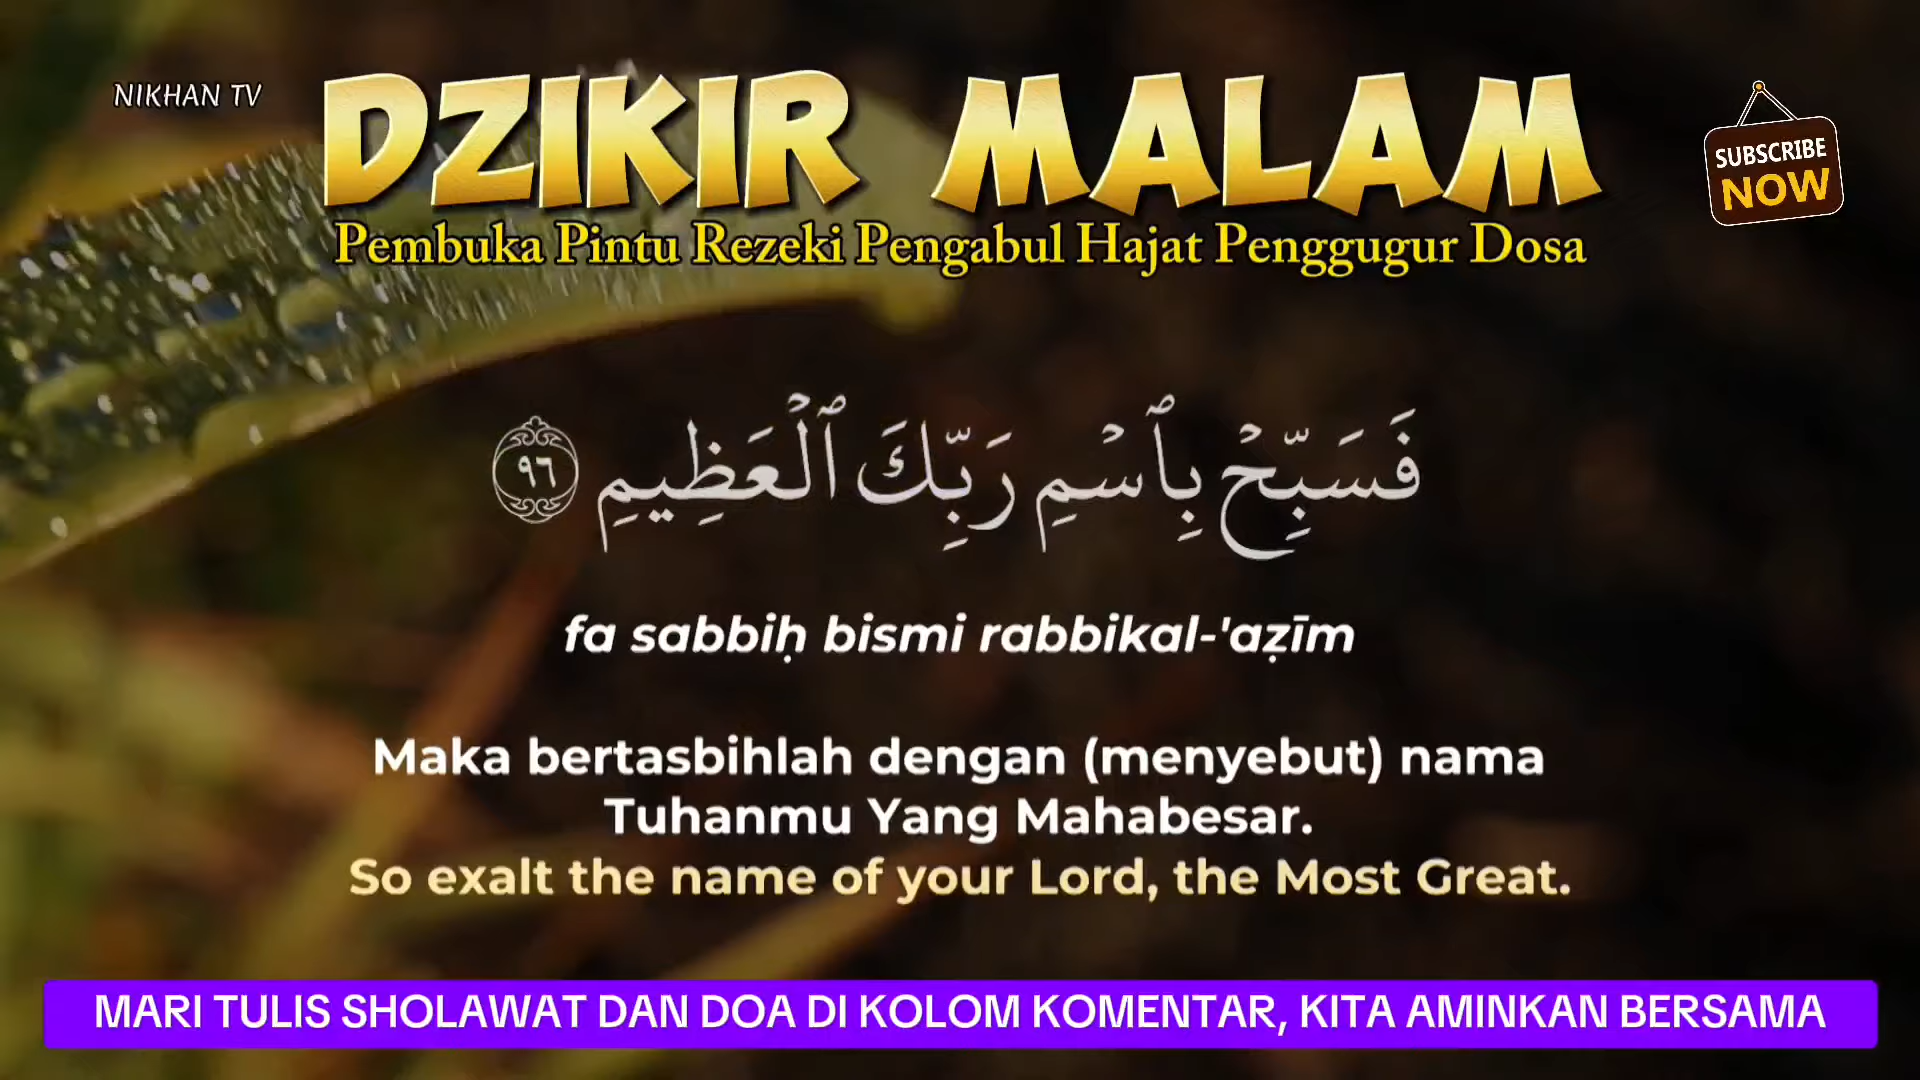 NIKHAN TV
DZIKIR MALAM
SUBSCRIBE
NOW
Pembuka Pintu Rezeki Pengabul Hajat Penggugur Dosa
فَسَبِّحْ بِٱسْمِ رَبِّكَ ٱلْعَظِيمِ ٩٦
fa sabbiḥ bismi rabbikal-'aẓīm
Maka bertasbihlah dengan (menyebut) nama
Tuhanmu Yang Mahabesar.
So exalt the name of your Lord, the Most Great.
MARI TULIS SHOLAWAT DAN DOA DI KOLOM KOMENTAR, KITA AMINKAN BERSAMA